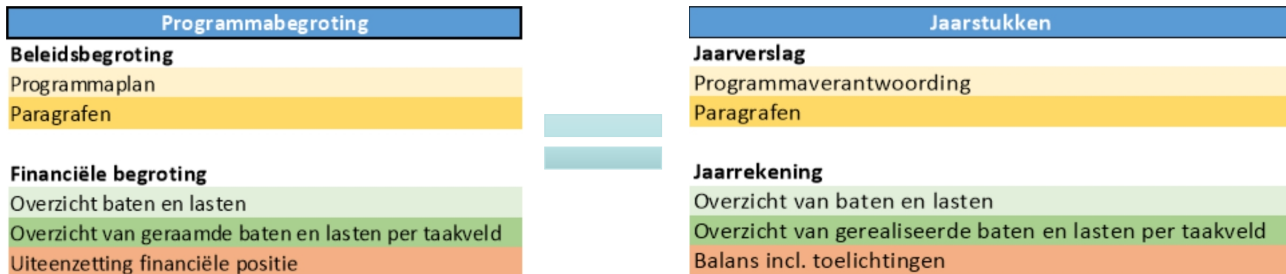 Programmabegroting
Beleidsbegroting
Programmaplan
Paragrafen
Financiële begroting
Overzicht baten en lasten
Overzicht van geraamde baten en lasten per taakveld
Uiteenzetting financiële positie
Jaarstukken
Jaarverslag
Programmaverantwoording
Paragrafen
Jaarrekening
Overzicht van baten en lasten
Overzicht van gerealiseerde baten en lasten per taakveld
Balans incl. toelichtingen